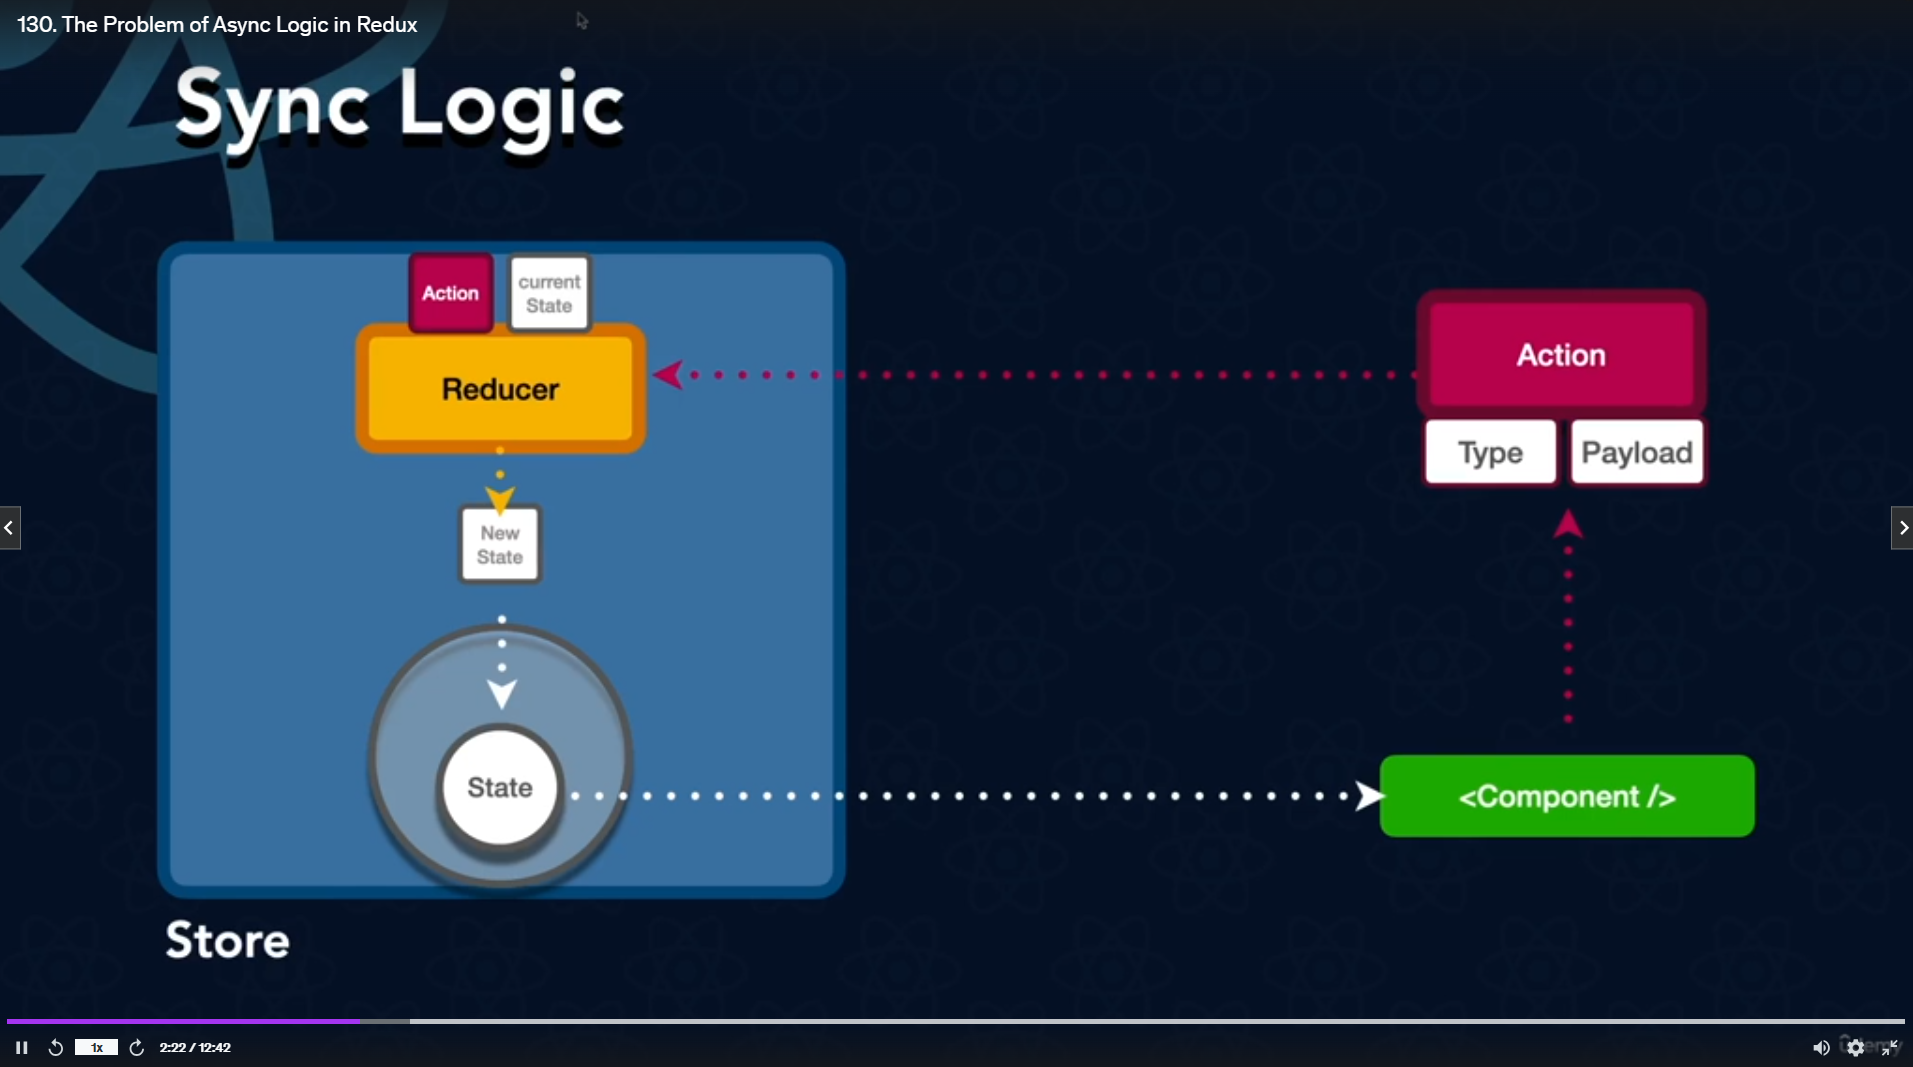 130. The Problem of Async Logic in Redux
Sync Logic
Action
current
State
Reducer
Action
Type
Payload
New
State
State
<Component />
Store
1x
2:22 / 12:42
Udemy